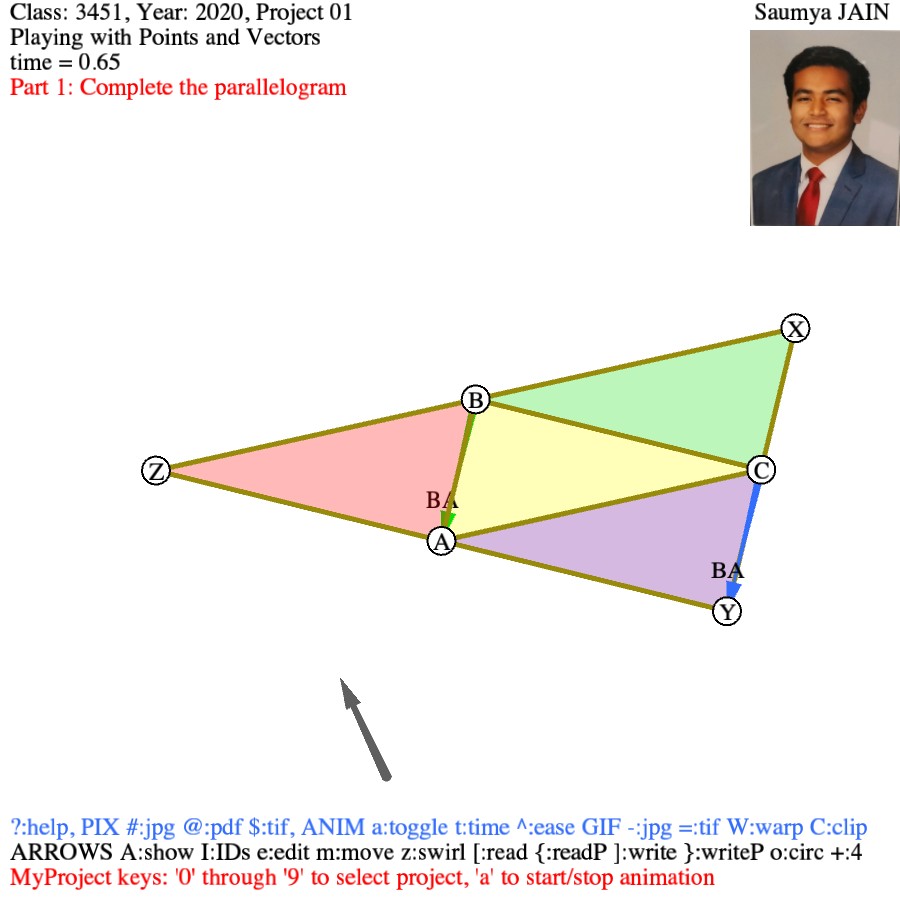 Class: 3451, Year: 2020, Project 01
Saumya JAIN
Playing with Points and Vectors
time = 0.65
Part 1: Complete the parallelogram
X
B
Z
C
BA
A
BA
Y
?:help, PIX #:jpg @:pdf $:tif, ANIM a:toggle t:time ^:ease GIF -:jpg =:tif W:warp C:clip
ARROWS A:show I:IDs e:edit m:move z:swirl [:read {:readP ]:write }:writeP o:circ +:4
MyProject keys: '0' through '9' to select project, 'a' to start/stop animation